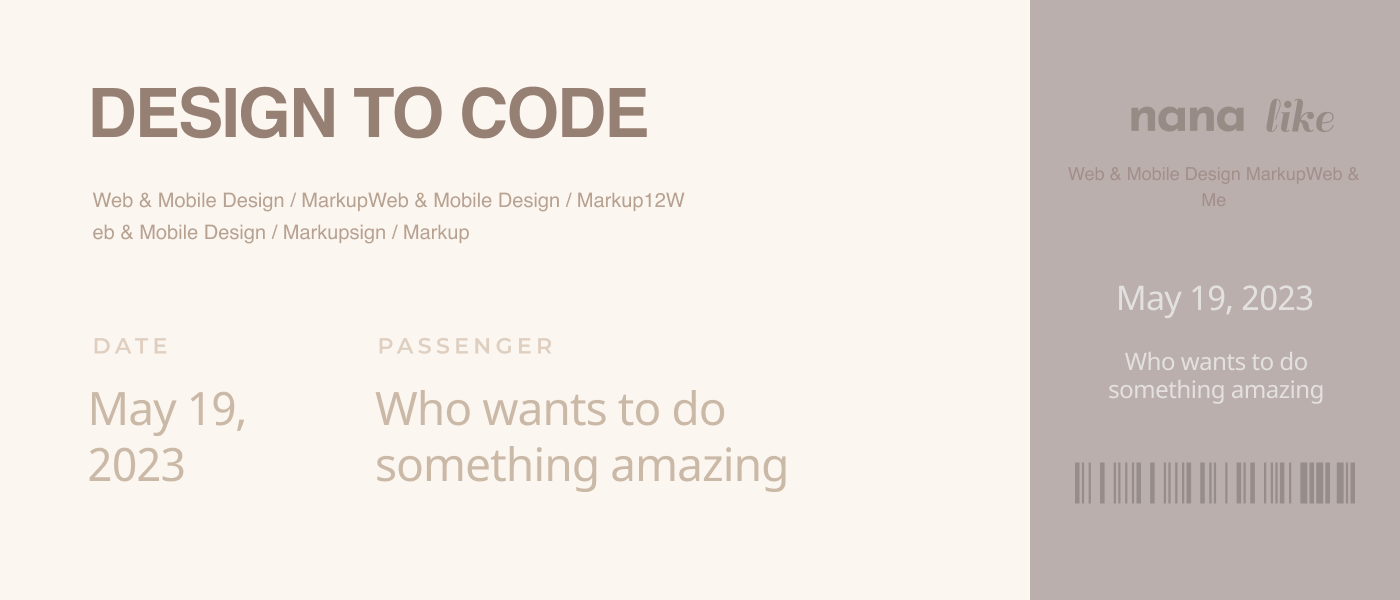 DESIGN TO CODE
Web & Mobile Design / MarkupWeb & Mobile Design / Markup12W
eb & Mobile Design / Markupsign / Markup
DATE
May 19,
2023
PASSENGER
Who wants to do
something amazing
nana like
Web & Mobile Design MarkupWeb &
Me
May 19, 2023
Who wants to do
something amazing